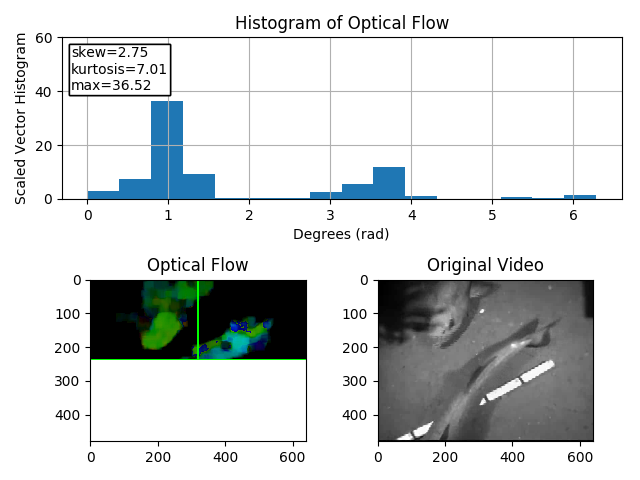 Histogram of Optical Flow
skew=2.75
kurtosis=7.01
max=36.52
Scaled Vector Histogram
60
40
20
0
0 1 2 3 4 5 6
Degrees (rad)
Optical Flow
0
100
200
300
400
0 200 400 600
Original Video
0
100
200
300
400
0 200 400 600